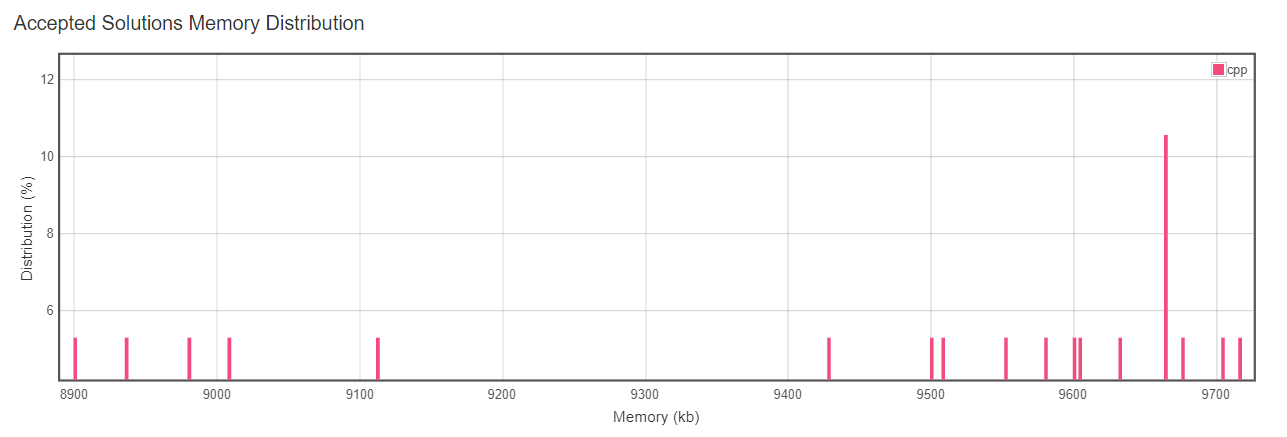 Accepted Solutions Memory Distribution
cpp
12
10
8
6
Distribution (%)
8900 9000 9100 9200 9300 9400 9500 9600 9700
Memory (kb)